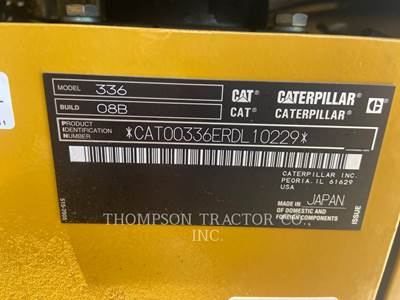 MODEL 336 CAT CATERPILLAR C
BUILD 08B CAT CATERPILLAR
PRODUCT IDENTIFICATION NUMBER *CAT00336ERDL10229*
CATERPILLAR INC.
PEORIA, IL 61629
USA
MADE IN JAPAN
OF DOMESTIC AND
FOREIGN COMPONENTS
ISSUE
THOMPSON TRACTOR CO.,
INC.